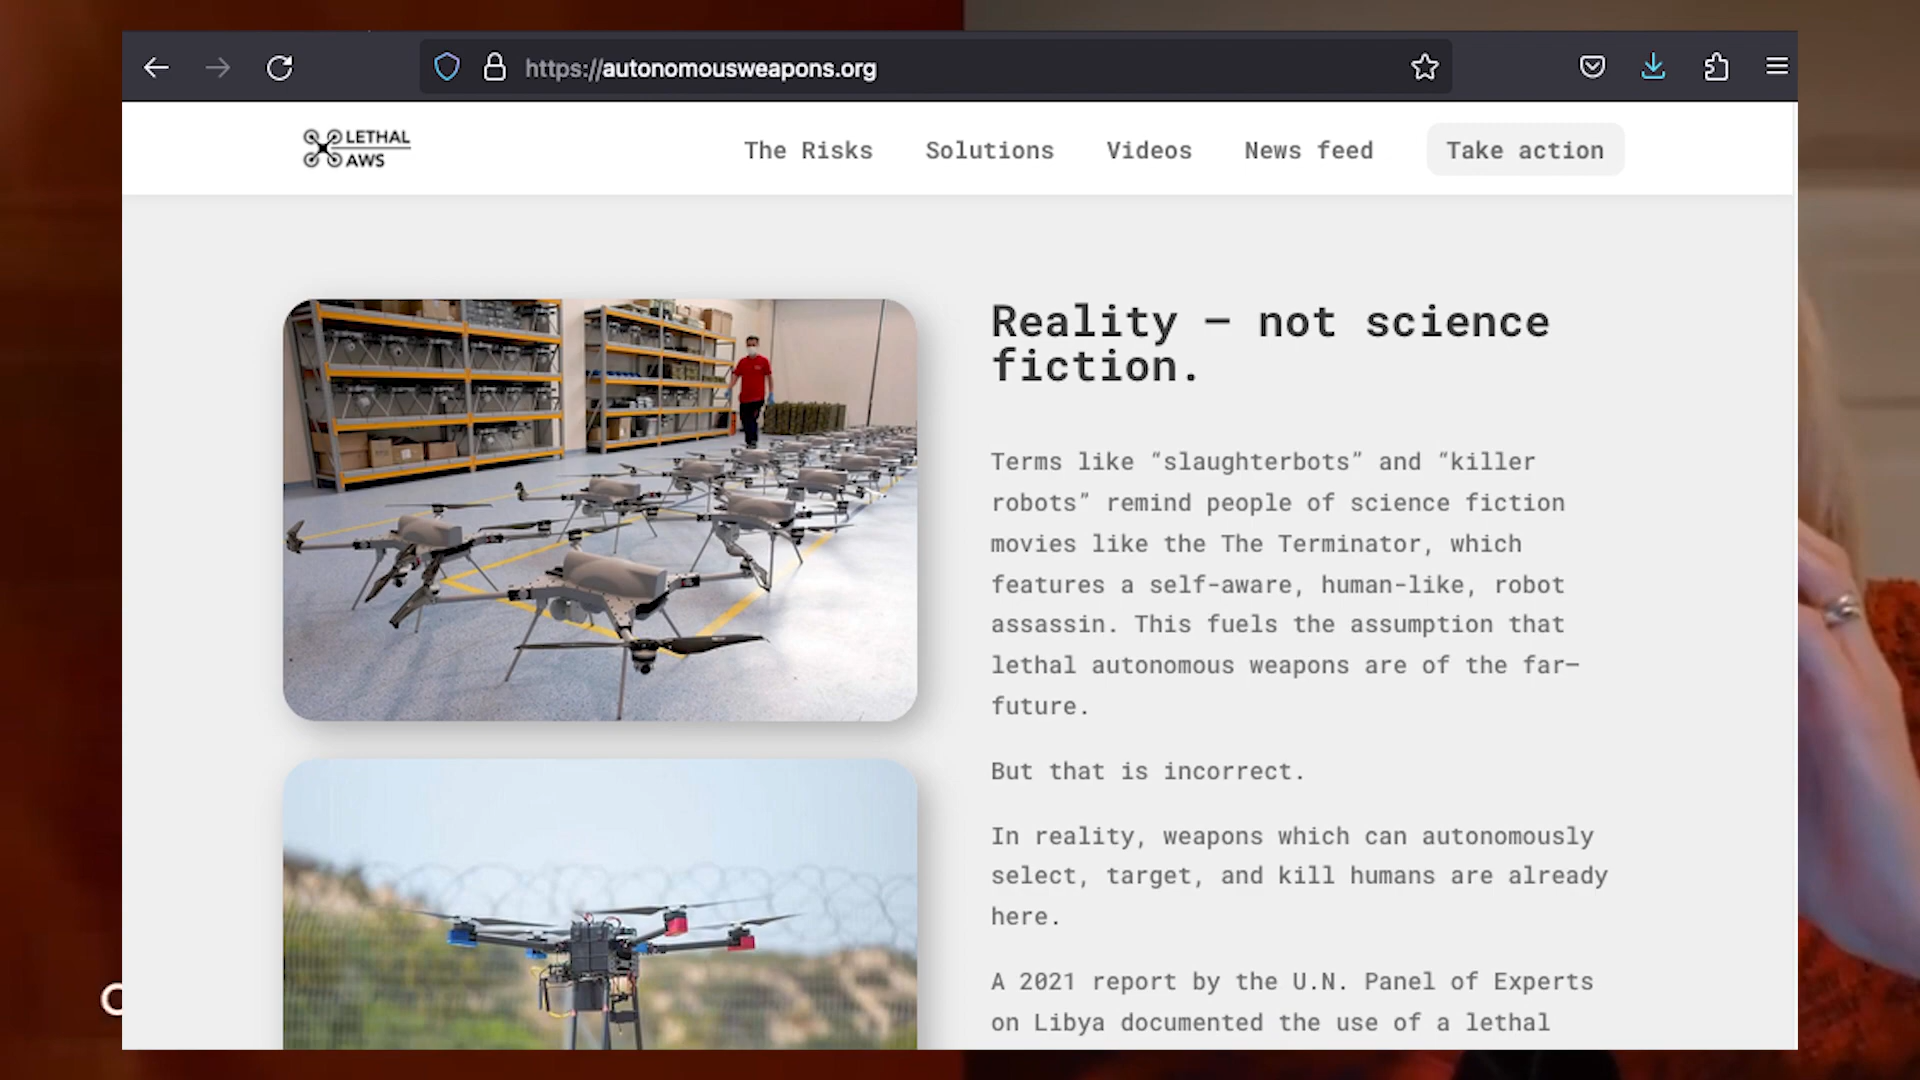 https://autonomousweapons.org
LETHAL
AWS
The Risks
Solutions
Videos
News feed
Take action
Reality – not science
fiction.
Terms like “slaughterbots” and “killer
robots” remind people of science fiction
movies like the The Terminator, which
features a self-aware, human-like, robot
assassin. This fuels the assumption that
lethal autonomous weapons are of the far-
future.
But that is incorrect.
In reality, weapons which can autonomously
select, target, and kill humans are already
here.
A 2021 report by the U.N. Panel of Experts
on Libya documented the use of a lethal